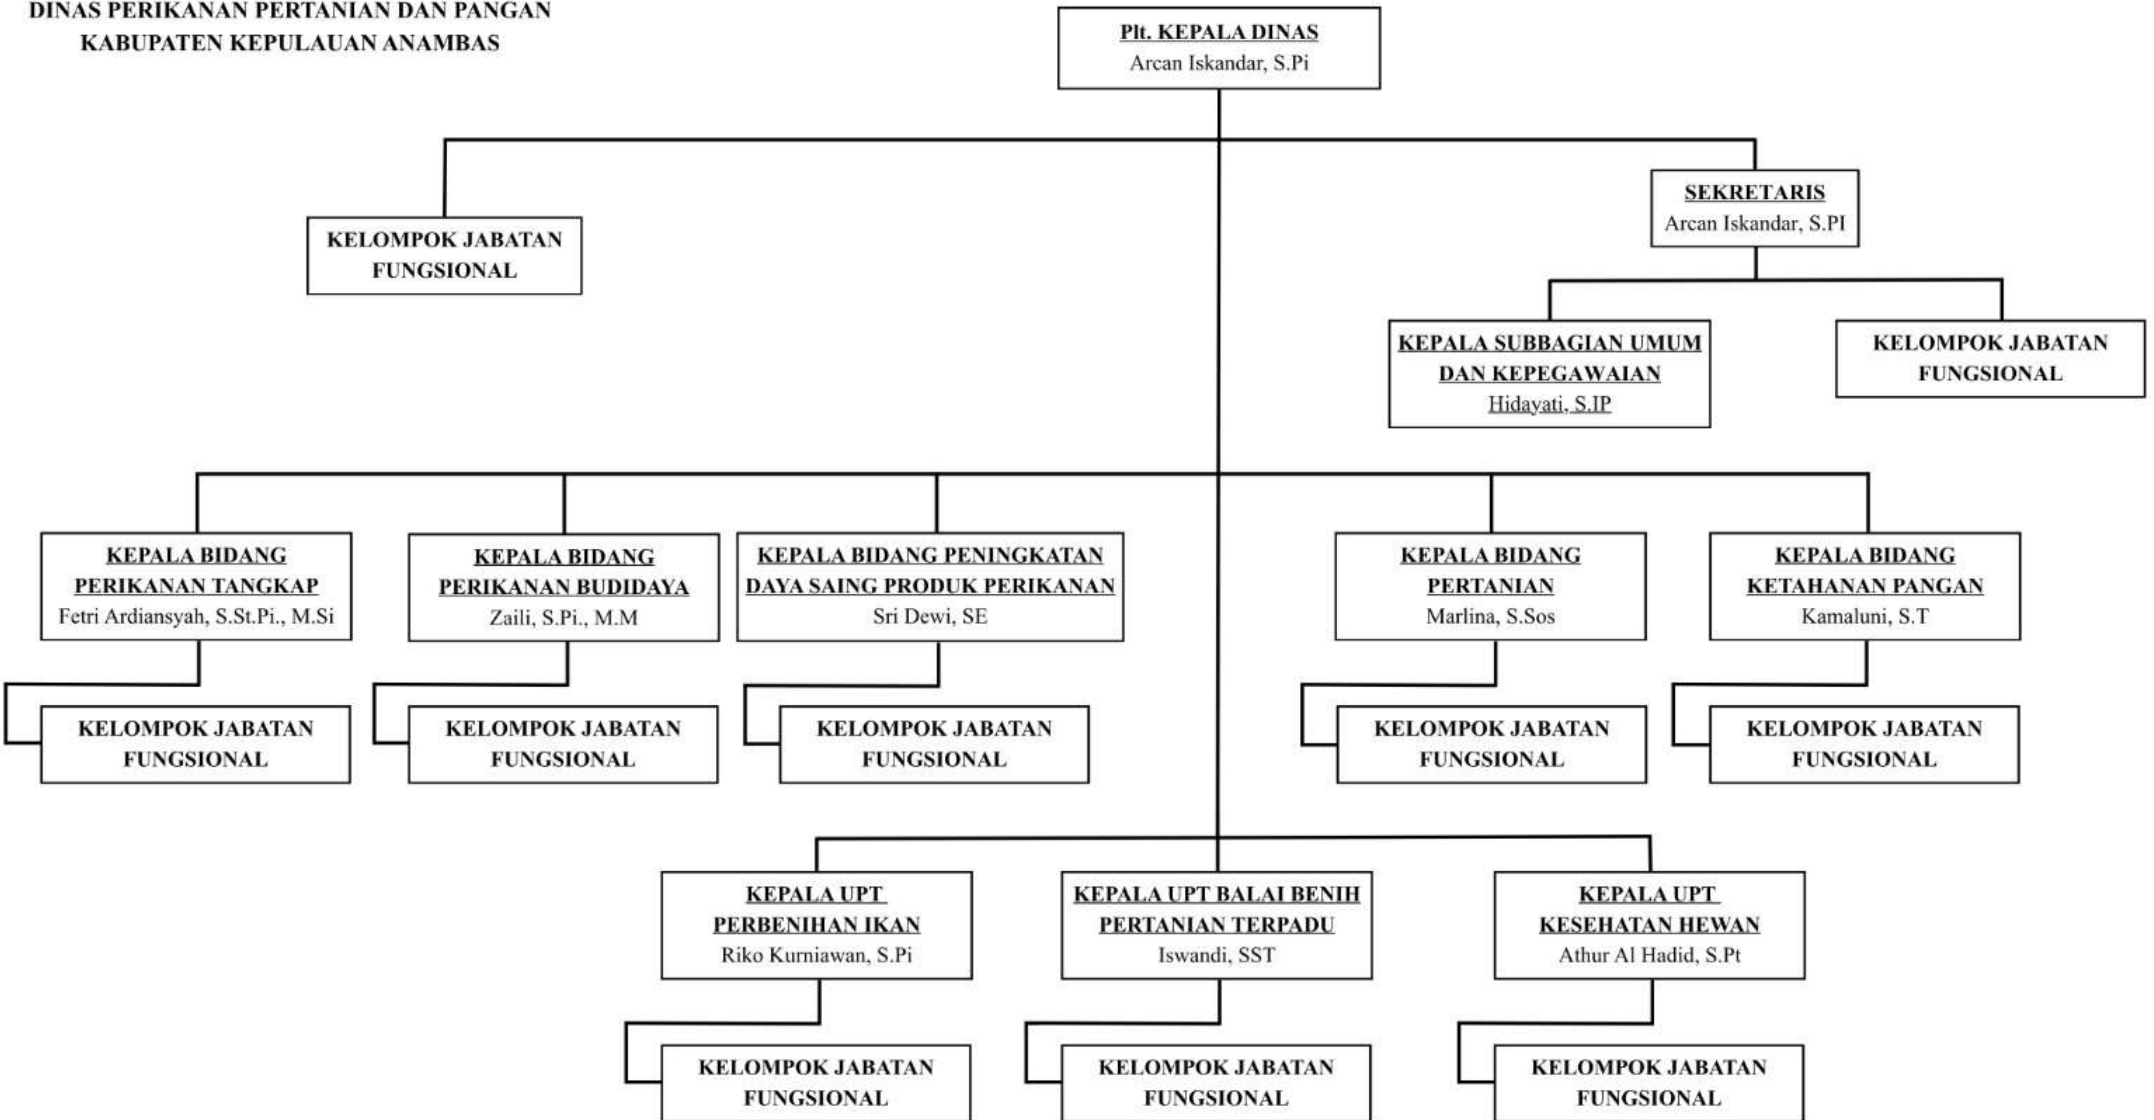 DINAS PERIKANAN PERTANIAN DAN PANGAN
KABUPATEN KEPULAUAN ANAMBAS
Plt. KEPALA DINAS
Arcan Iskandar, S.Pi
KELOMPOK JABATAN
FUNGSIONAL
SEKRETARIS
Arcan Iskandar, S.PI
KEPALA SUBBAGIAN UMUM
DAN KEPEGAWAIAN
Hidayati, S.IP
KELOMPOK JABATAN
FUNGSIONAL
KEPALA BIDANG
PERIKANAN TANGKAP
Fetri Ardiansyah, S.St.Pi., M.Si
KEPALA BIDANG
PERIKANAN BUDIDAYA
Zaili, S.Pi., M.M
KEPALA BIDANG PENINGKATAN
DAYA SAING PRODUK PERIKANAN
Sri Dewi, SE
KEPALA BIDANG
PERTANIAN
Marlina, S.Sos
KEPALA BIDANG
KETAHANAN PANGAN
Kamaluni, S.T
KELOMPOK JABATAN
FUNGSIONAL
KELOMPOK JABATAN
FUNGSIONAL
KELOMPOK JABATAN
FUNGSIONAL
KELOMPOK JABATAN
FUNGSIONAL
KELOMPOK JABATAN
FUNGSIONAL
KEPALA UPT
PERBENIHAN IKAN
Riko Kurniawan, S.Pi
KEPALA UPT BALAI BENIH
PERTANIAN TERPADU
Iswandi, SST
KEPALA UPT
KESEHATAN HEWAN
Athur Al Hadid, S.Pt
KELOMPOK JABATAN
FUNGSIONAL
KELOMPOK JABATAN
FUNGSIONAL
KELOMPOK JABATAN
FUNGSIONAL